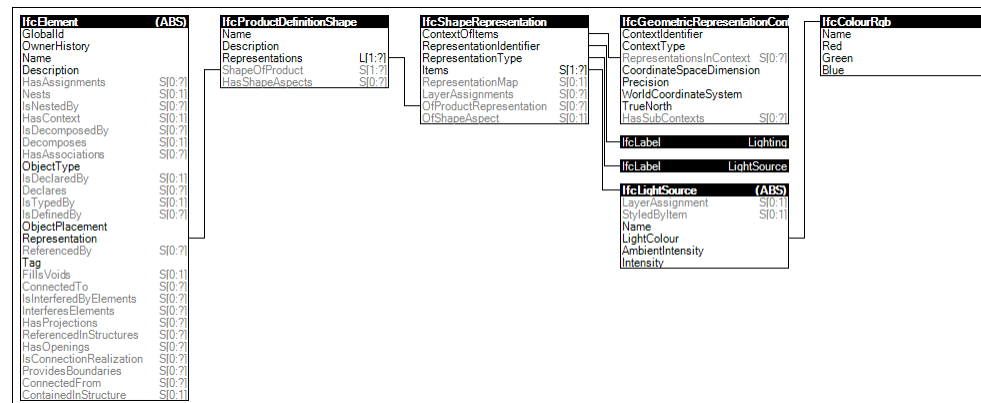 IfcElement (ABS)
GlobalId
OwnerHistory
Name
Description
HasAssignments S[0:?]
Nests S[0:1]
IsNestedBy S[0:?]
HasContext S[0:1]
IsDecomposedBy S[0:?]
Decomposes S[0:1]
HasAssociations S[0:?]
ObjectType
IsDeclaredBy S[0:1]
Declares S[0:?]
IsTypedBy S[0:1]
IsDefinedBy S[0:?]
ObjectPlacement
Representation
ReferencedBy S[0:?]
Tag
FillsVoids S[0:1]
ConnectedTo S[0:?]
IsInterferedByElements S[0:?]
InterferesElements S[0:?]
HasProjections S[0:?]
ReferencedInStructures S[0:?]
HasOpenings S[0:?]
IsConnectionRealization S[0:?]
ProvidesBoundaries S[0:?]
ConnectedFrom S[0:?]
ContainedInStructure S[0:1]
IfcProductDefinitionShape
Name
Description
Representations L[1:?]
ShapeOfProduct S[1:?]
HasShapeAspects S[0:?]
IfcShapeRepresentation
ContextOfItems
RepresentationIdentifier
RepresentationType
Items S[1:?]
RepresentationMap S[0:1]
LayerAssignments S[0:?]
OfProductRepresentation S[0:?]
OfShapeAspect S[0:1]
IfcGeometricRepresentationCon
ContextIdentifier
ContextType
RepresentationsInContext S[0:?]
CoordinateSpaceDimension
Precision
WorldCoordinateSystem
TrueNorth
HasSubContexts S[0:?]
IfcLabel Lighting
IfcLabel LightSource
IfcLightSource (ABS)
LayerAssignment S[0:1]
StyledByItem S[0:1]
Name
LightColour
AmbientIntensity
Intensity
IfcColourRgb
Name
Red
Green
Blue